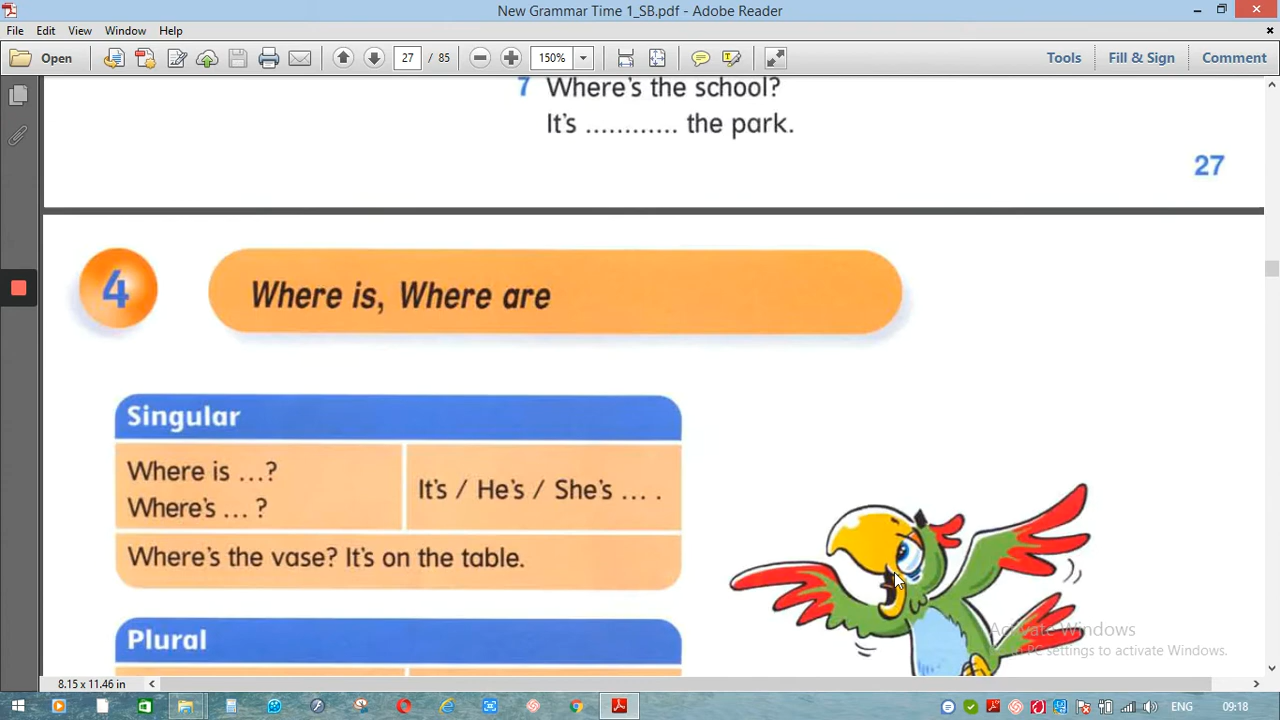 New Grammar Time 1_SB.pdf - Adobe Reader
File Edit View Window Help
Open 27 / 85 150% Tools Fill & Sign Comment
7 Where's the school?
It's ............. the park.
27
4
Where is, Where are
Singular
Where is ...?
Where's ... ?
It's / He's / She's ... .
Where's the vase? It's on the table.
Plural
Activate Windows
to PC settings to activate Windows.
8.15 x 11.46 in
ENG 09:18